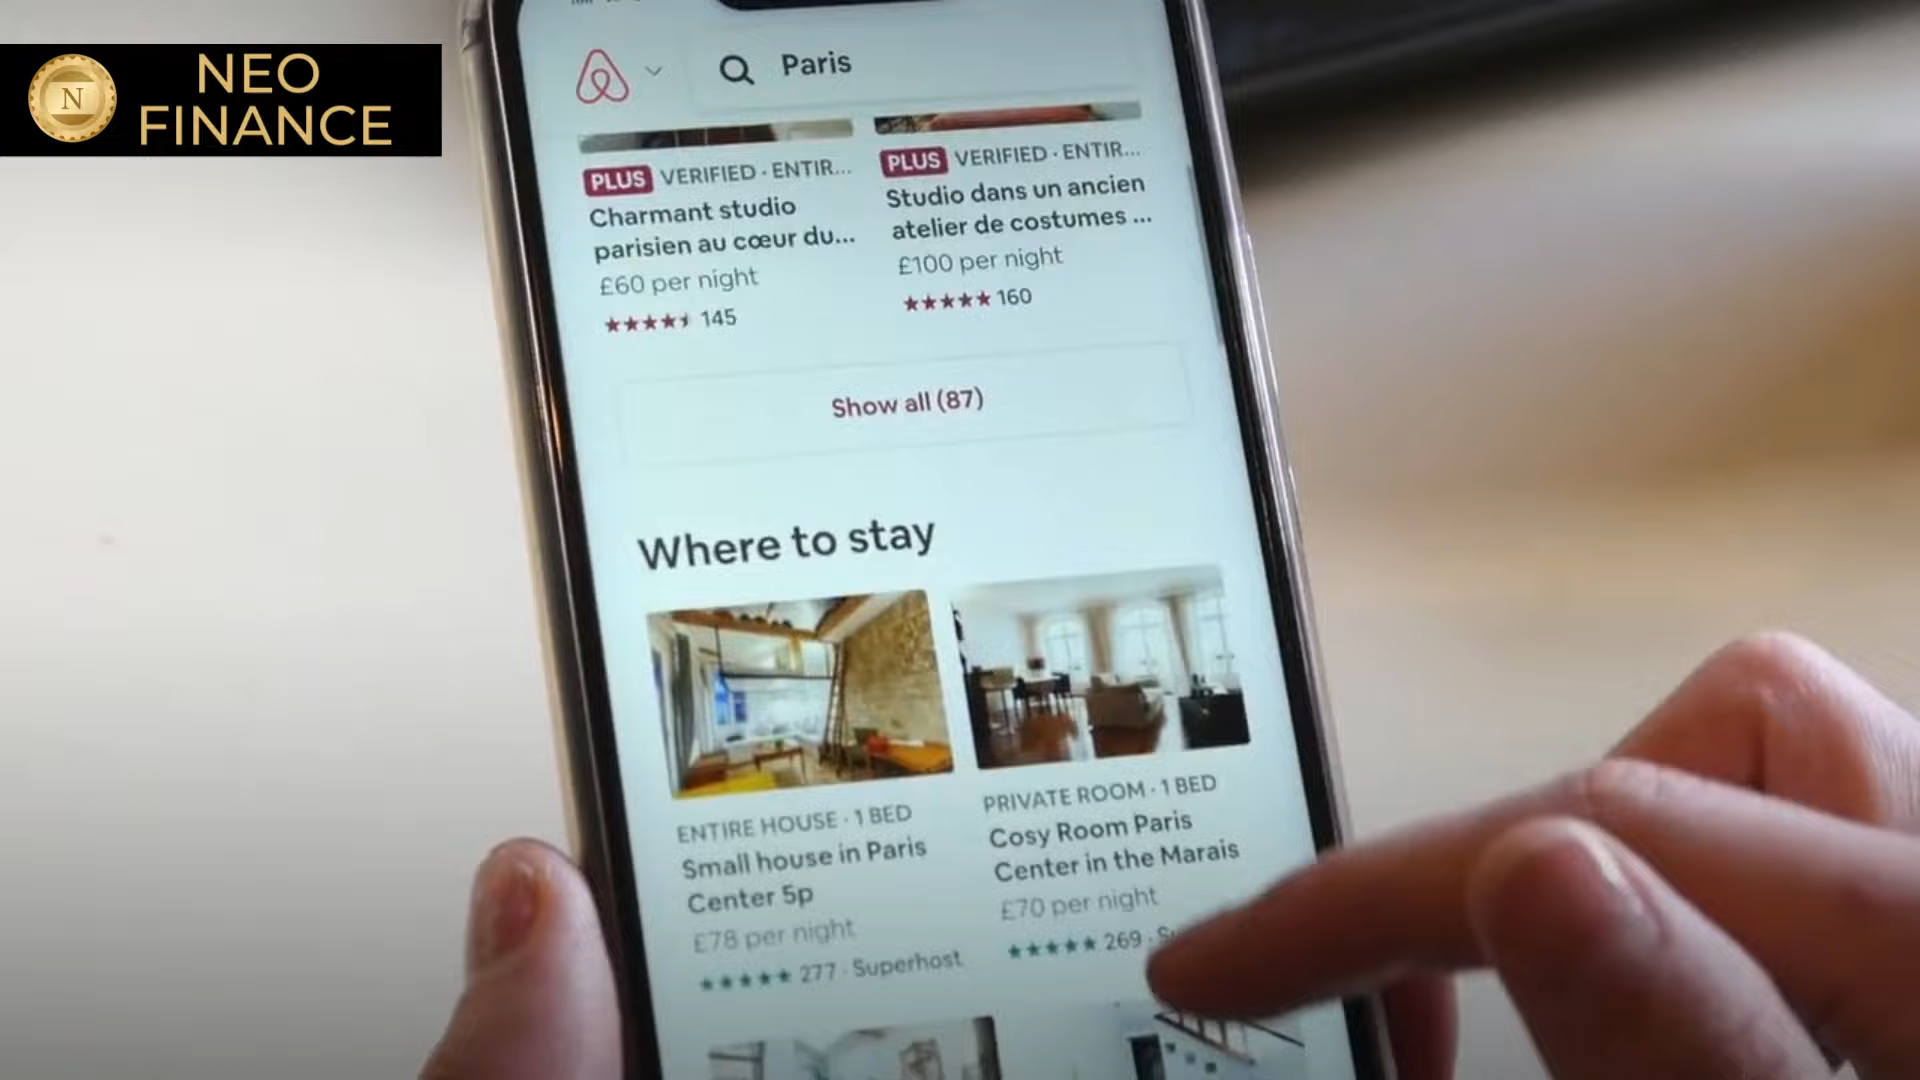 N
NEO
FINANCE
Paris
PLUS VERIFIED · ENTIR...
Charmant studio
parisien au cœur du...
£60 per night
145
PLUS VERIFIED · ENTIR...
Studio dans un ancien
atelier de costumes ...
£100 per night
160
Show all (87)
Where to stay
ENTIRE HOUSE · 1 BED
Small house in Paris
Center 5p
£78 per night
277 · Superhost
PRIVATE ROOM · 1 BED
Cosy Room Paris
Center in the Marais
£70 per night
269 ·